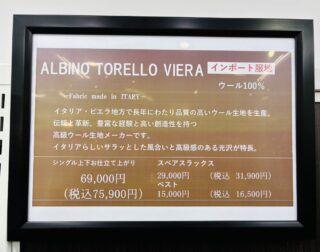 ALBINO TORELLO VIERA インポート服地
－Fabric made in ITARY－ ウール100％
イタリア・ビエラ地方で長年にわたり品質の高いウール生地を生産。
伝統と革新、豊富な経験と高い創造性を持つ
高級ウール生地メーカーです。
イタリアらしいサラッとした風合いと高級感のある光沢が特長。
シングル上下お仕立て上がり スペアスラックス
69,000円 29,000円 (税込 31,900円)
(税込75,900円) ベスト
15,000円 (税込 16,500円)